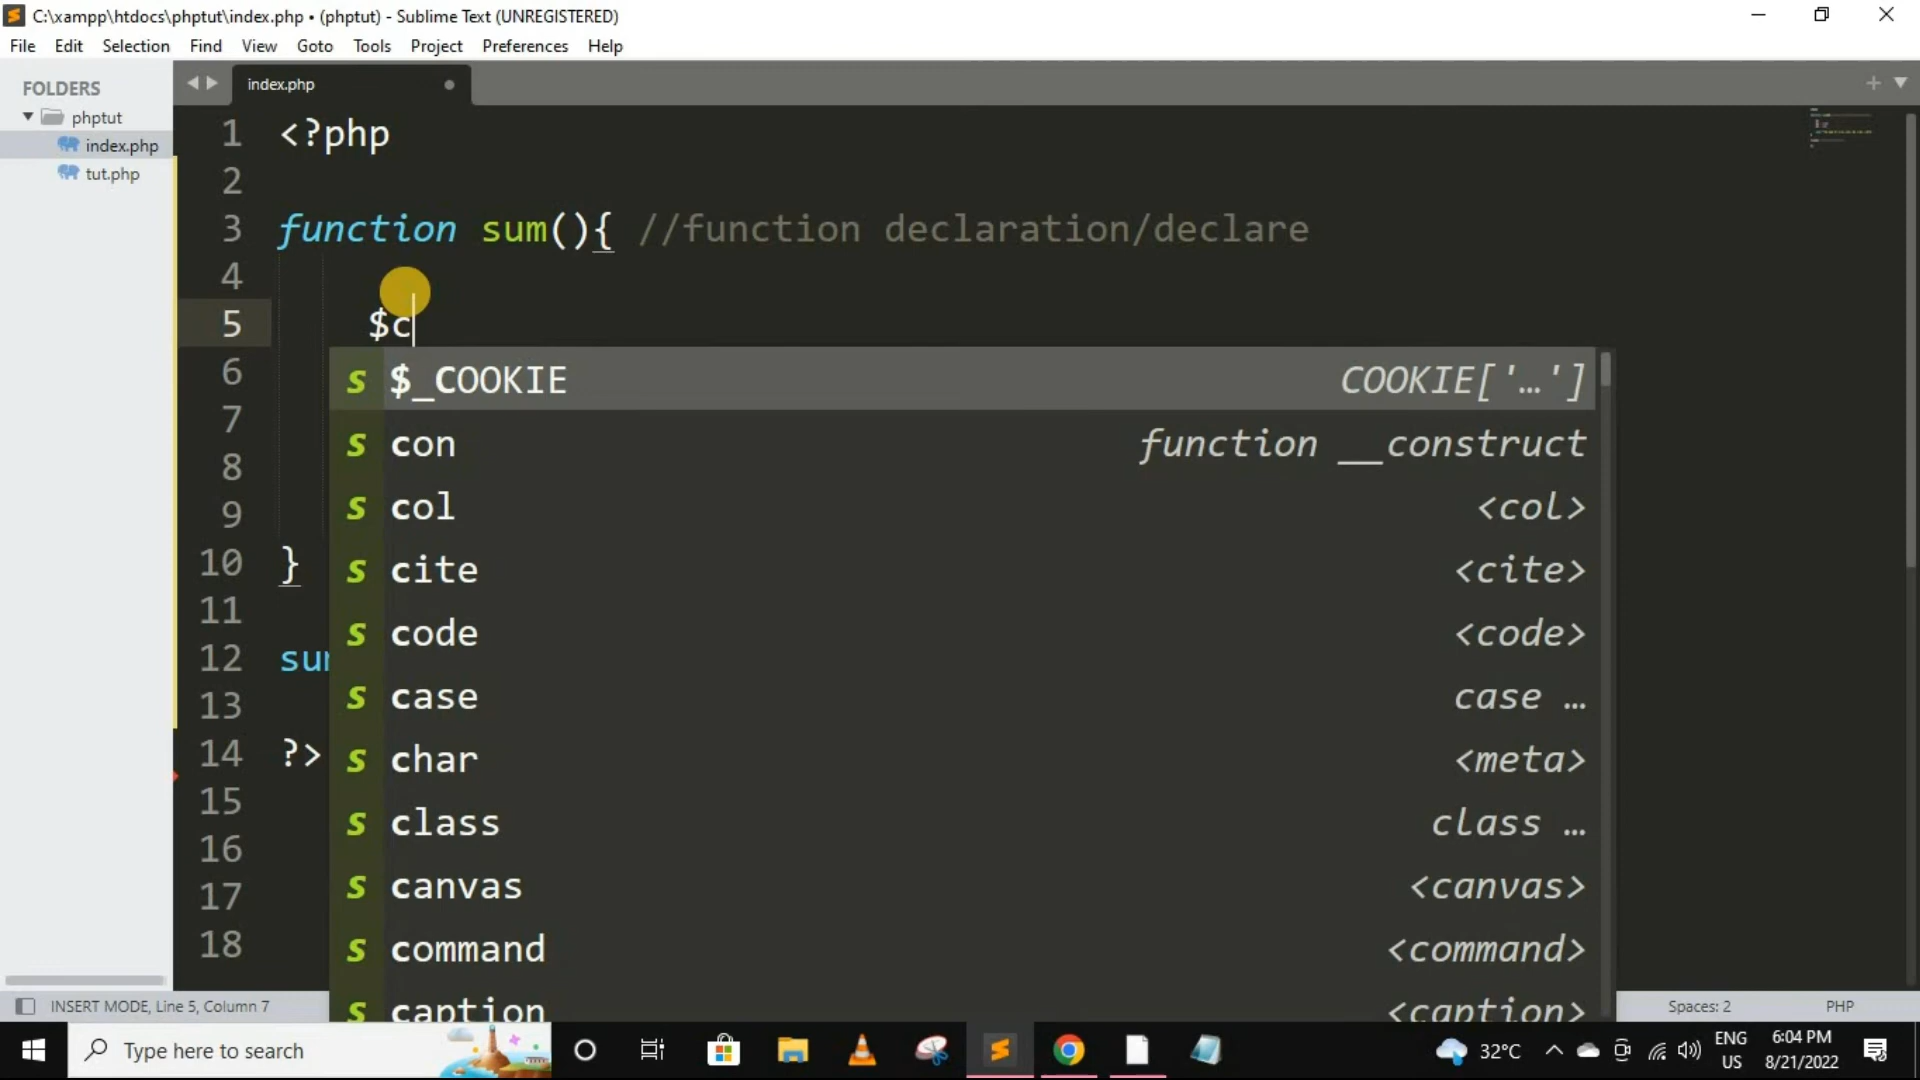 C:\xampp\htdocs\phptut\index.php • (phptut) - Sublime Text (UNREGISTERED)
File Edit Selection Find View Goto Tools Project Preferences Help
FOLDERS
phptut
index.php
tut.php
index.php
1 <?php
2
3 function sum(){ //function declaration/declare
4
5 $c
6
7
8
9
10 }
11
12 sum
13
14 ?>
15
16
17
18
s $_COOKIE COOKIE['…']
s con function __construct
s col <col>
s cite <cite>
s code <code>
s case case …
s char <meta>
s class class …
s canvas <canvas>
s command <command>
s caption <caption>
INSERT MODE, Line 5, Column 7
Spaces: 2 PHP
Type here to search
32°C
ENG
US
6:04 PM
8/21/2022